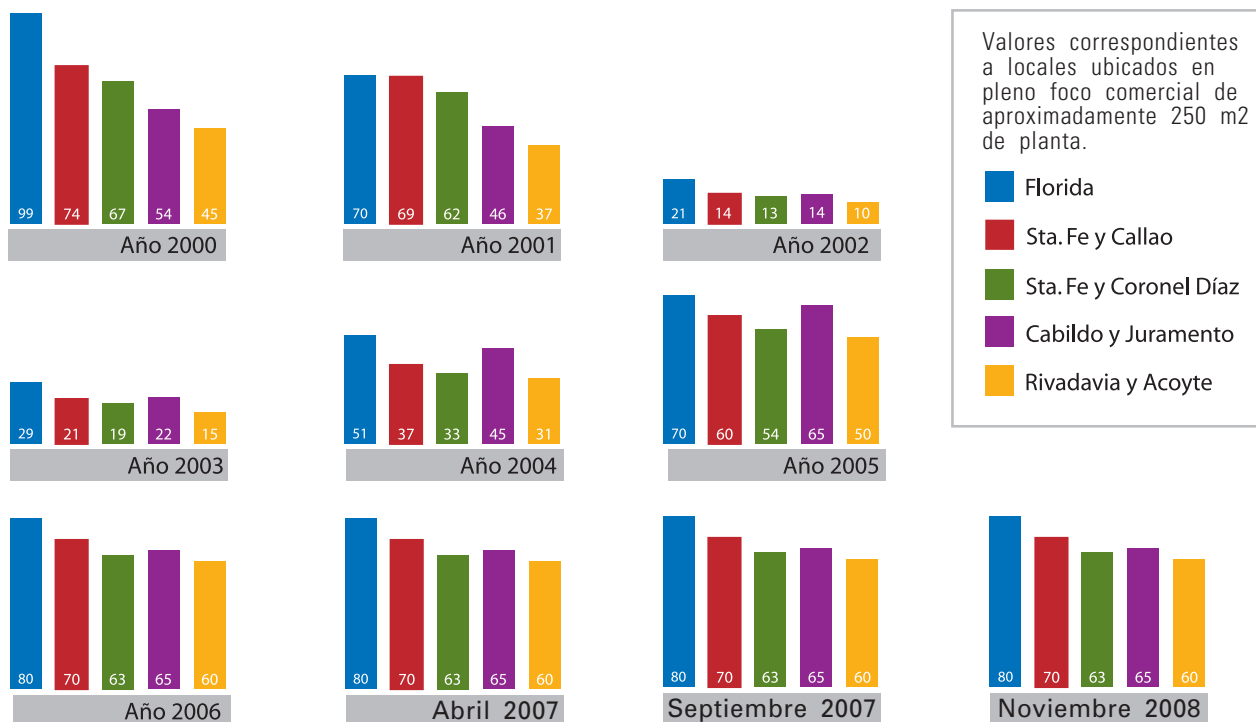 99 74 67 54 45
Año 2000
70 69 62 46 37
Año 2001
21 14 13 14 10
Año 2002
Valores correspondientes
a locales ubicados en
pleno foco comercial de
aproximadamente 250 m2
de planta.
Florida
Sta. Fe y Callao
Sta. Fe y Coronel Díaz
Cabildo y Juramento
Rivadavia y Acoyte
29 21 19 22 15
Año 2003
51 37 33 45 31
Año 2004
70 60 54 65 50
Año 2005
80 70 63 65 60
Año 2006
80 70 63 65 60
Abril 2007
80 70 63 65 60
Septiembre 2007
80 70 63 65 60
Noviembre 2008